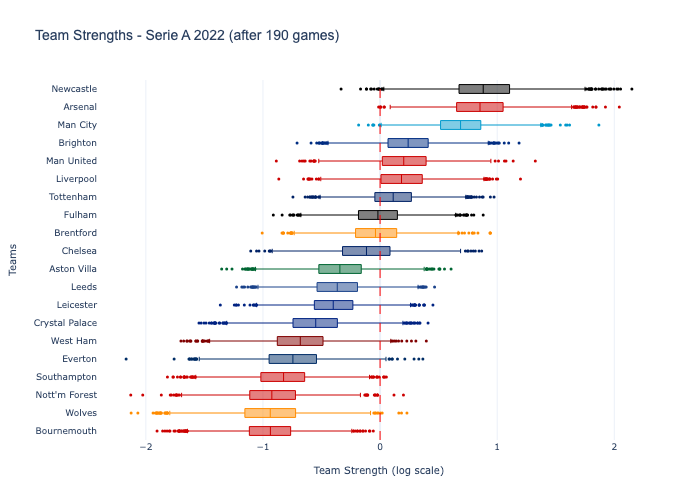 Team Strengths - Serie A 2022 (after 190 games)
Newcastle
Arsenal
Man City
Brighton
Man United
Liverpool
Tottenham
Fulham
Brentford
Chelsea
Aston Villa
Leeds
Leicester
Crystal Palace
West Ham
Everton
Southampton
Nott'm Forest
Wolves
Bournemouth
Teams
−2 −1 0 1 2
Team Strength (log scale)